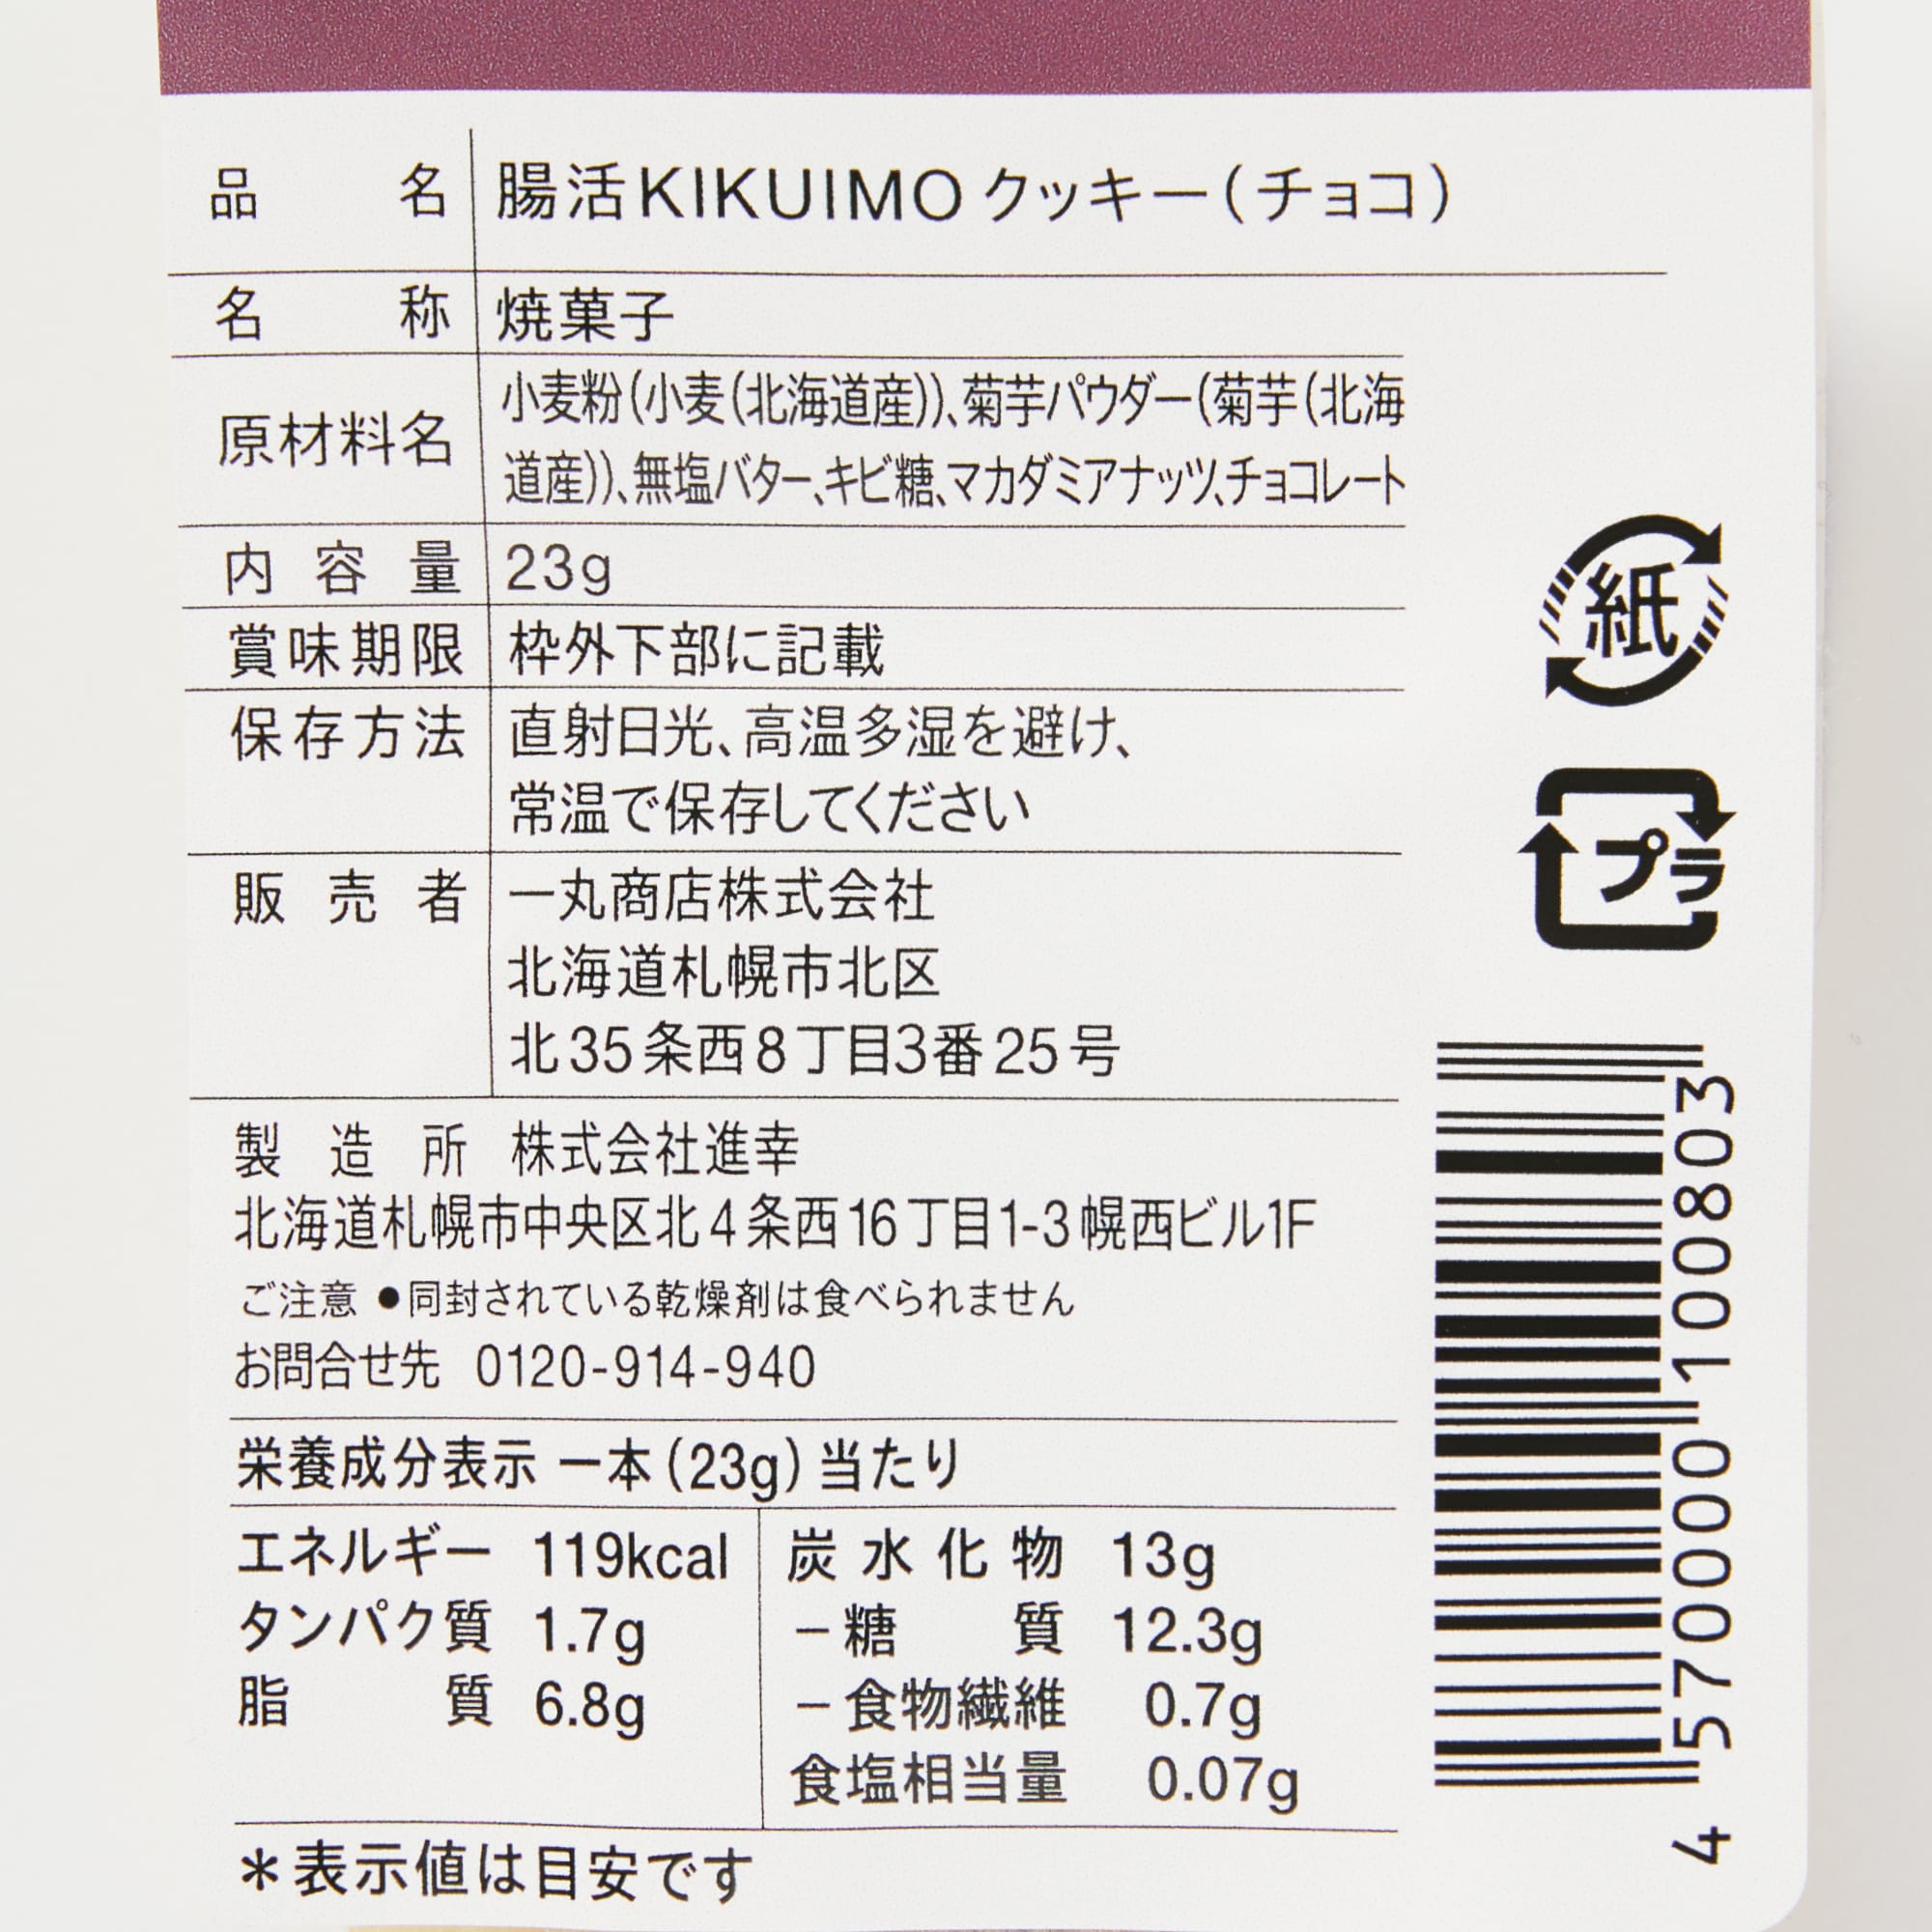 品名 腸活KIKUIMOクッキー(チョコ)
名称 焼菓子
原材料名 小麦粉(小麦(北海道産))、菊芋パウダー(菊芋(北海
道産))、無塩バター、キビ糖、マカダミアナッツ、チョコレート
内容量 23g
賞味期限 枠外下部に記載
保存方法 直射日光、高温多湿を避け、
常温で保存してください
販売者 一丸商店株式会社
北海道札幌市北区
北35条西8丁目3番25号
製造所 株式会社進幸
北海道札幌市中央区北4条西16丁目1-3幌西ビル1F
ご注意 ●同封されている乾燥剤は食べられません
お問合せ先 0120-914-940
栄養成分表示 一本(23g)当たり
エネルギー 119kcal
タンパク質 1.7g
脂質 6.8g
炭水化物 13g
-糖質 12.3g
-食物繊維 0.7g
食塩相当量 0.07g
*表示値は目安です
紙
プラ
4570000100803